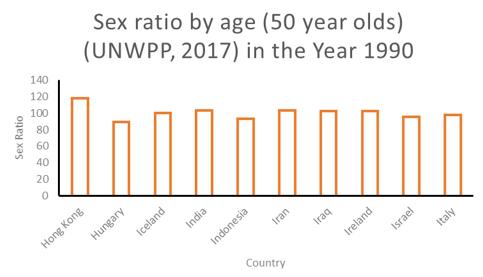 Sex ratio by age (50 year olds)
(UNWPP, 2017) in the Year 1990
140
120
100
80
60
40
20
0
Sex Ratio
Hong Kong
Hungary
Iceland
India
Indonesia
Iran
Iraq
Ireland
Israel
Italy
Country